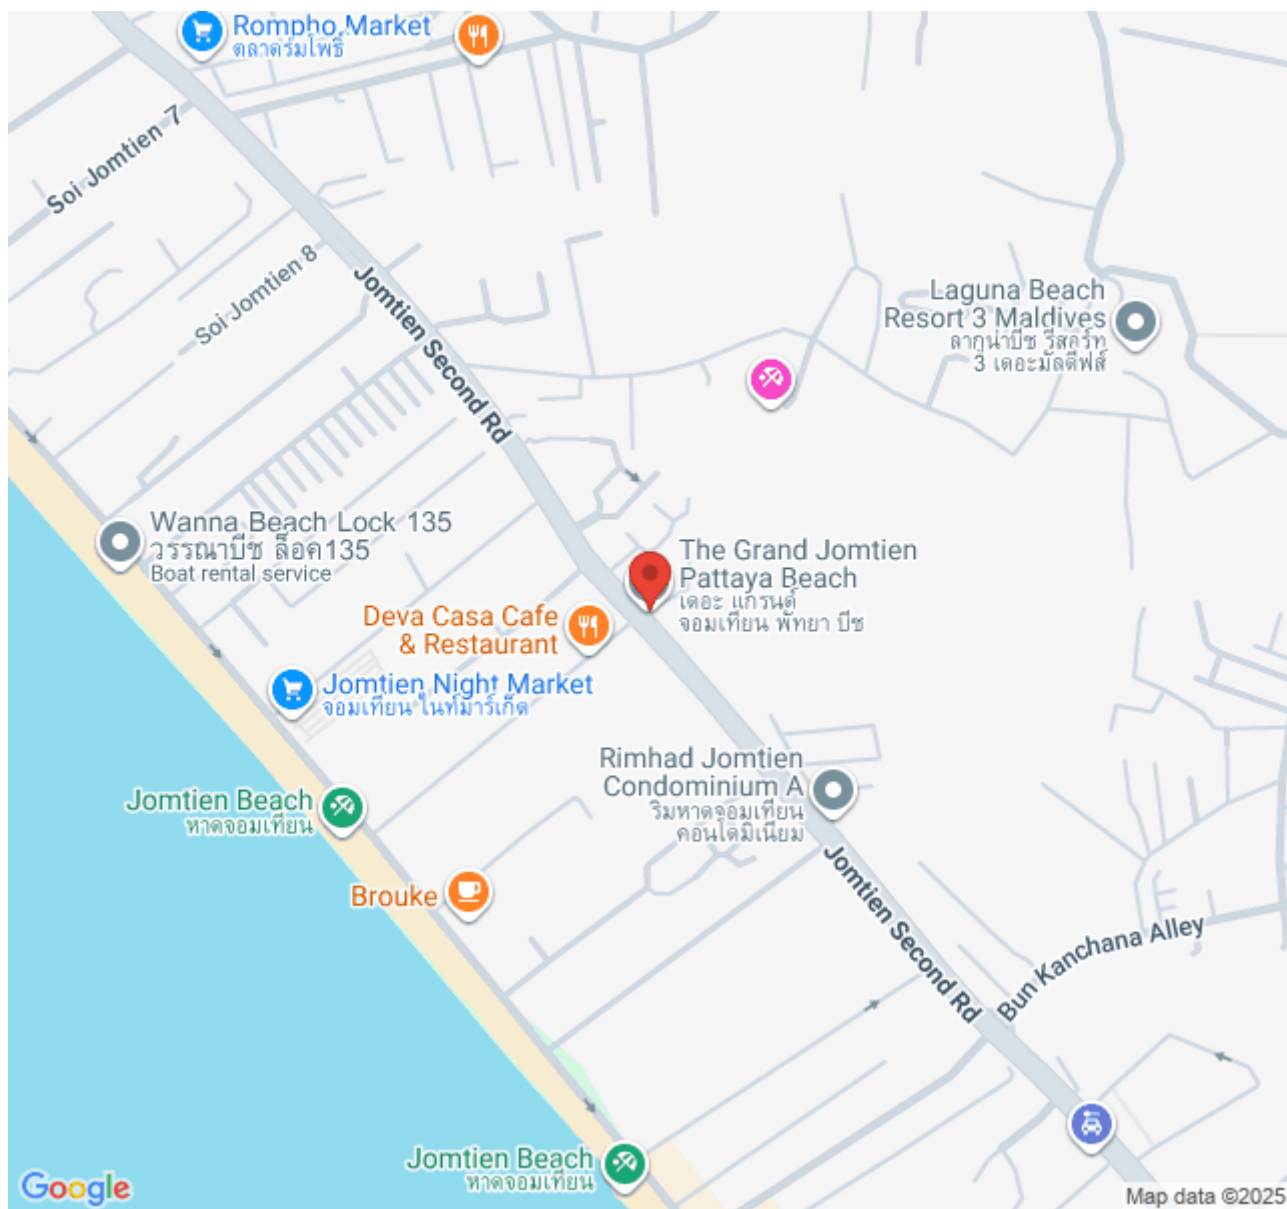 Rompho Market
ตลาดร่มโพธิ์
Soi Jomtien 7
Soi Jomtien 8
Jomtien Second Rd
Laguna Beach
Resort 3 Maldives
ลากูน่าบีช รีสอร์ท
3 เดอะมัลดีฟส์
Wanna Beach Lock 135
วรรณาบีช ล็อค135
Boat rental service
The Grand Jomtien
Pattaya Beach
เดอะ แกรนด์
จอมเทียน พัทยา บีช
Deva Casa Cafe
& Restaurant
Jomtien Night Market
จอมเทียน ไนท์มาร์เก็ต
Rimhad Jomtien
Condominium A
ริมหาดจอมเทียน
คอนโดมิเนียม
Jomtien Beach
หาดจอมเทียน
Brouke
Jomtien Second Rd
Bun Kanchana Alley
Jomtien Beach
หาดจอมเทียน
Google
Map data ©2025